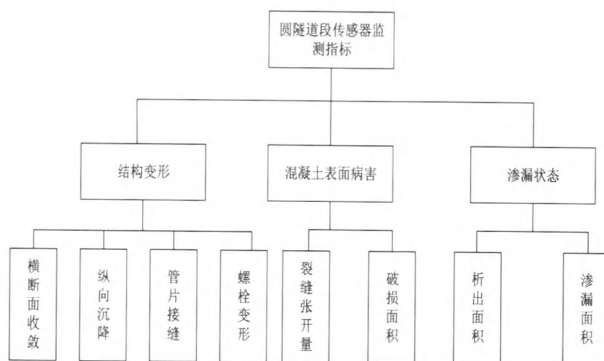 圆隧道段传感器监
测指标
结构变形
混凝土表面病害
渗漏状态
横断面收敛
纵向沉降
管片接缝
螺栓变形
裂缝张开量
破损面积
析出面积
渗漏面积